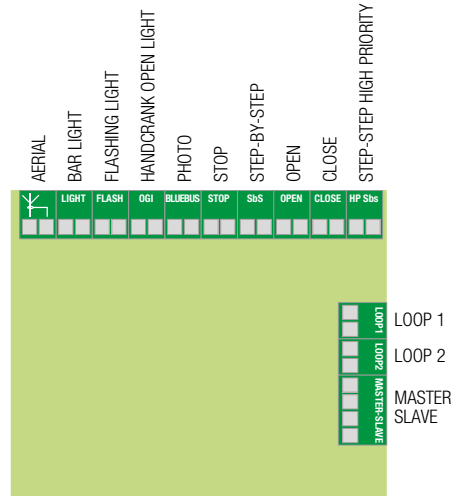 AERIAL
BAR LIGHT
FLASHING LIGHT
HANDCRANK OPEN LIGHT
PHOTO
STOP
STEP-BY-STEP
OPEN
CLOSE
STEP-STEP HIGH PRIORITY
LIGHT
FLASH
OGI
BLUEBUS
STOP
SbS
OPEN
CLOSE
HP Sbs
LOOP1
LOOP 1
LOOP2
LOOP 2
MASTER-SLAVE
MASTER
SLAVE